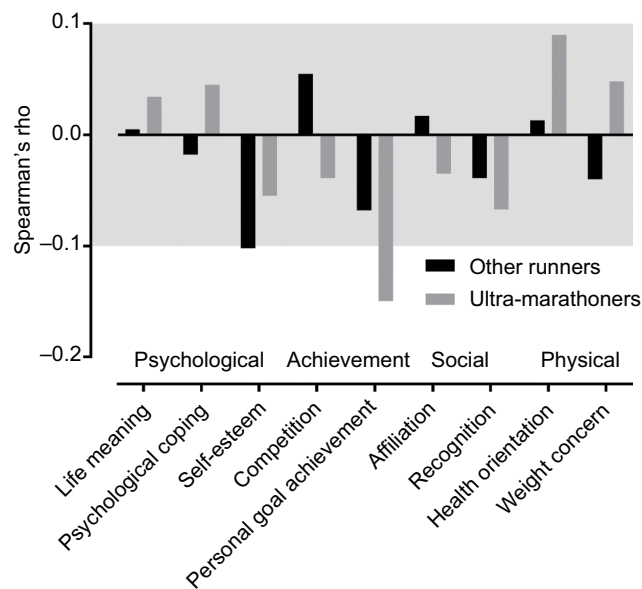 0.1
0.0
–0.1
–0.2
Spearman's rho
Other runners
Ultra-marathoners
Psychological Achievement Social Physical
Life meaning
Psychological coping
Self-esteem
Competition
Personal goal achievement
Affiliation
Recognition
Health orientation
Weight concern